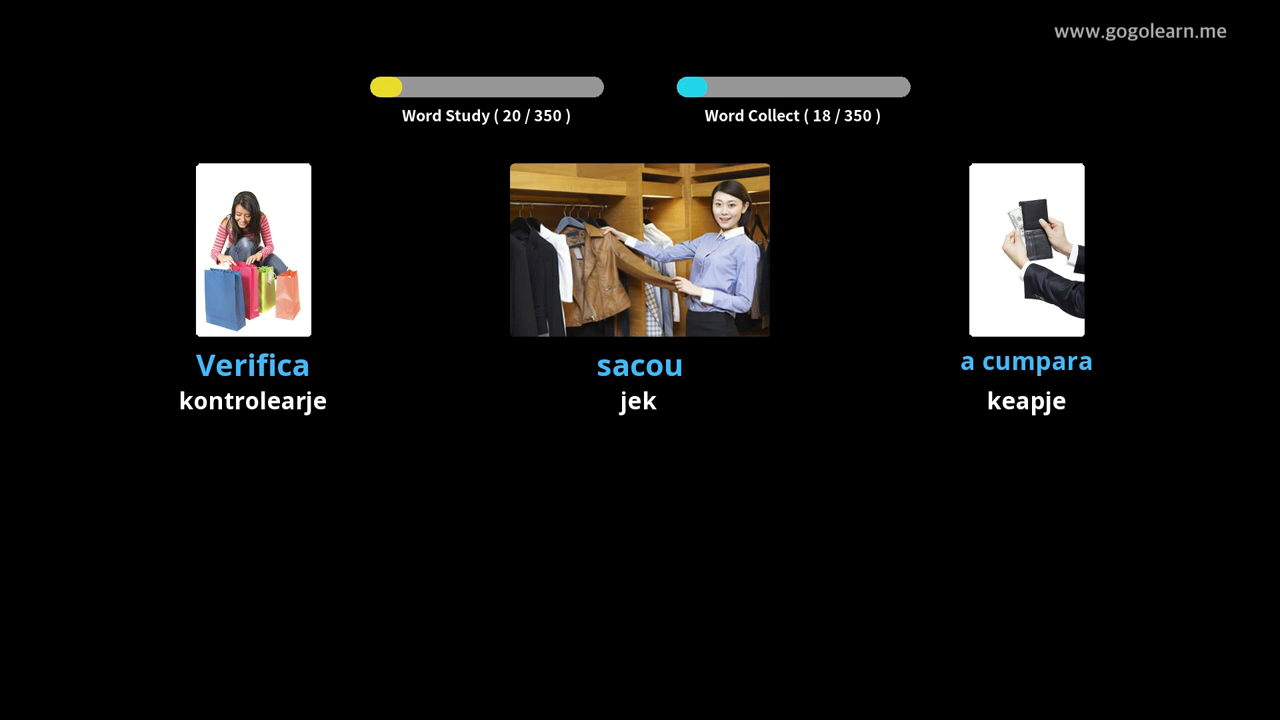 www.gogolearn.me
Word Study ( 20 / 350 )
Word Collect ( 18 / 350 )
Verifica
sacou
a cumpara
kontrolearje
jek
keapje